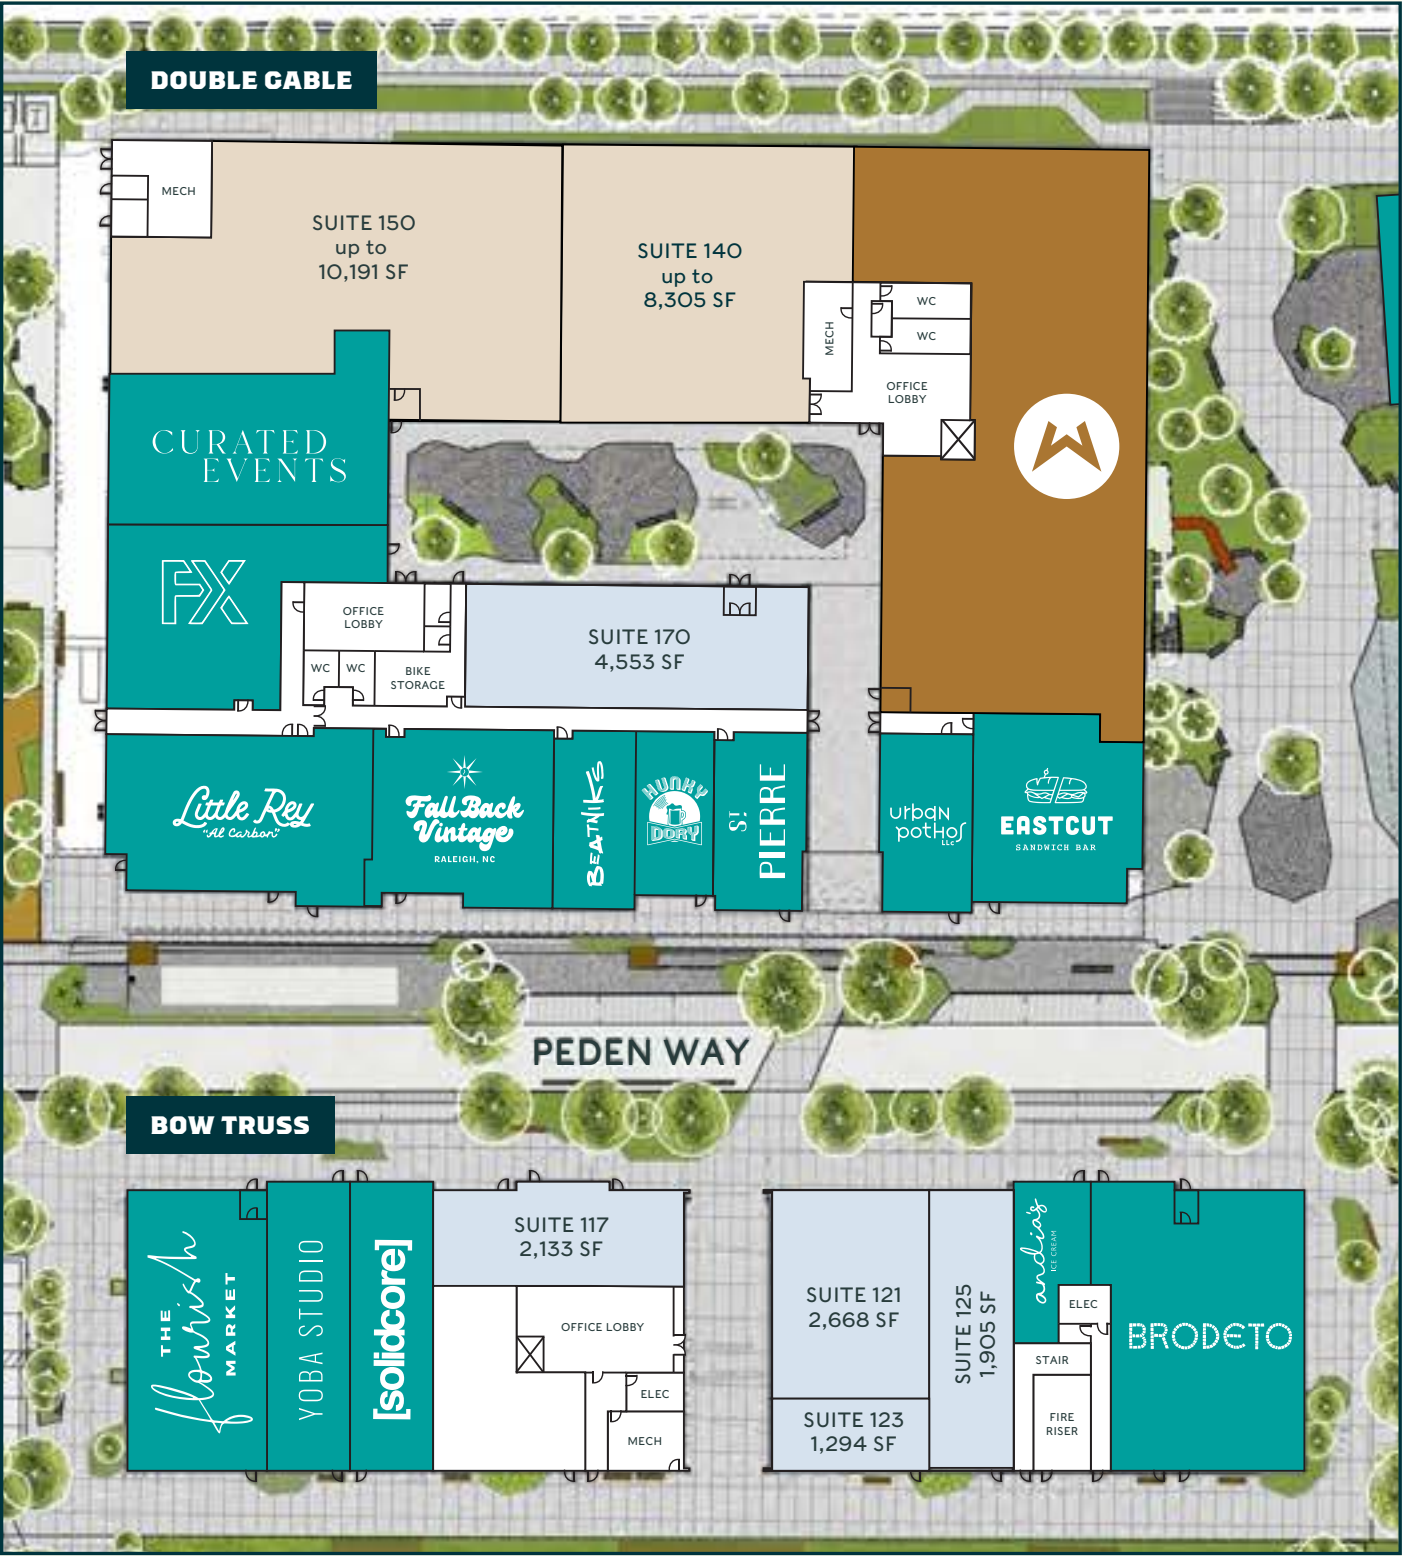 DOUBLE GABLE
MECH
SUITE 150
up to
10,191 SF
SUITE 140
up to
8,305 SF
MECH
WC
WC
OFFICE
LOBBY
W
CURATED
EVENTS
FX
OFFICE
LOBBY
WC
WC
BIKE
STORAGE
SUITE 170
4,553 SF
Little Rey
"Al Carbon"
Fall Back
Vintage
RALEIGH, NC
BEATNIKS
HUNKY
DORY
ST.
PIERRE
urban
pothos
LLC
EASTCUT
SANDWICH BAR
PEDEN WAY
BOW TRUSS
THE
flourish
MARKET
YOBA STUDIO
[solidcore]
SUITE 117
2,133 SF
OFFICE LOBBY
ELEC
MECH
SUITE 121
2,668 SF
SUITE 123
1,294 SF
SUITE 125
1,905 SF
andia's
ICE CREAM
ELEC
STAIR
FIRE
RISER
BRODETO